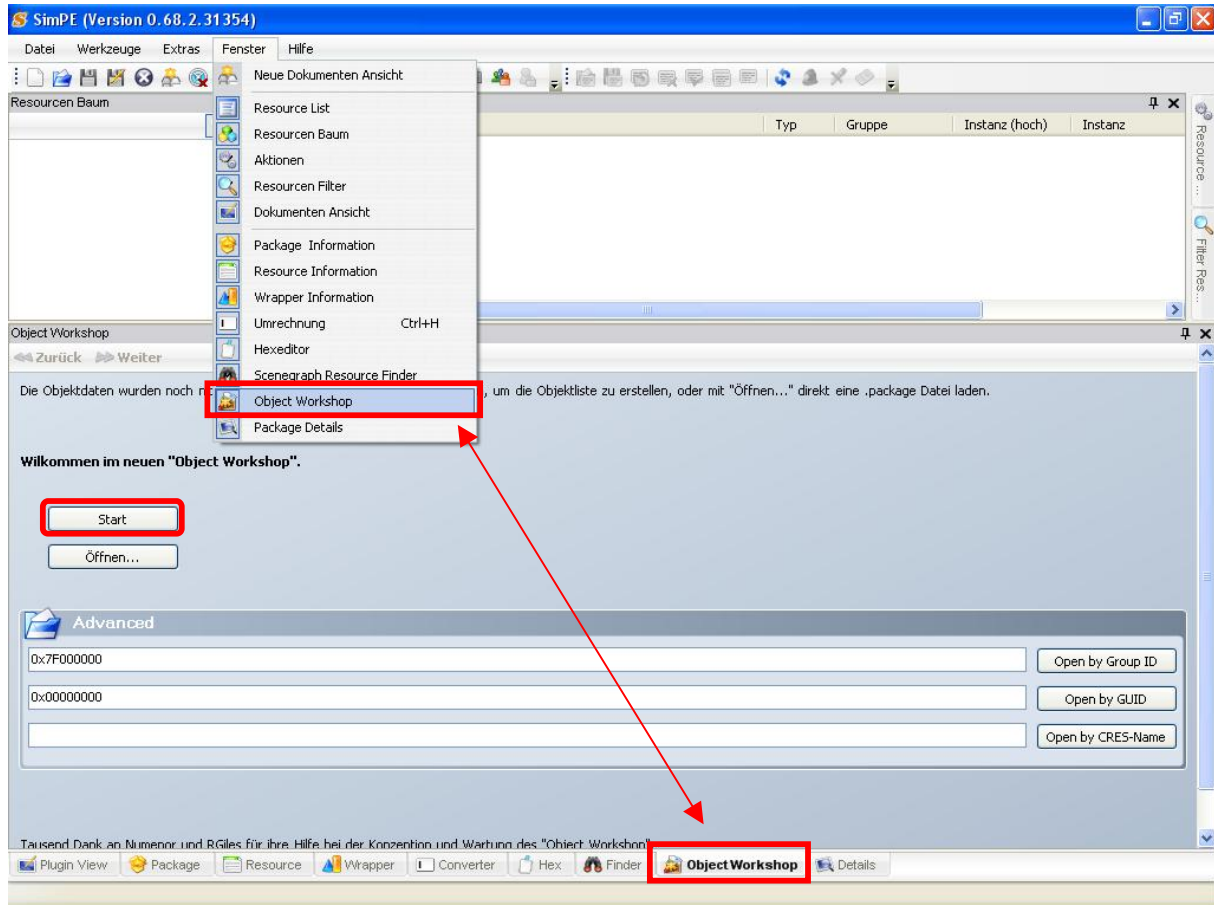 SimPE (Version 0.68.2.31354)
Datei Werkzeuge Extras Fenster Hilfe
Neue Dokumenten Ansicht
Resource List
Resourcen Baum
Aktionen
Resourcen Filter
Dokumenten Ansicht
Package Information
Resource Information
Wrapper Information
Umrechnung Ctrl+H
Hexeditor
Scenegraph Resource Finder
Object Workshop
Package Details
Resourcen Baum
Typ Gruppe Instanz (hoch) Instanz
Resource ...
Filter Res...
Object Workshop
Zurück Weiter
Die Objektdaten wurden noch , um die Objektliste zu erstellen, oder mit "Öffnen..." direkt eine .package Datei laden.
Wilkommen im neuen "Object Workshop".
Start
Öffnen...
Advanced
0x7F000000 Open by Group ID
0x00000000 Open by GUID
Open by CRES-Name
Tausend Dank an Numenor und RGiles für ihre Hilfe bei der Konzention und Wartung des "Object Workshop"
Plugin View Package Resource Wrapper Converter Hex Finder Object Workshop Details